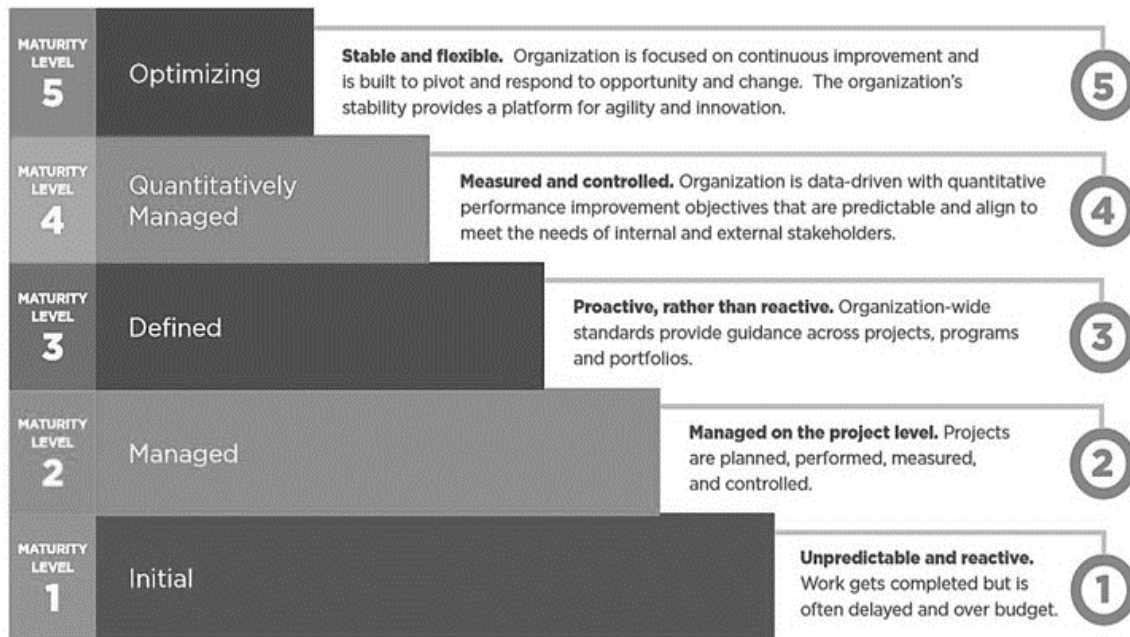 MATURITY
LEVEL
5
Optimizing
Stable and flexible. Organization is focused on continuous improvement and
is built to pivot and respond to opportunity and change. The organization’s
stability provides a platform for agility and innovation.
5
MATURITY
LEVEL
4
Quantitatively
Managed
Measured and controlled. Organization is data-driven with quantitative
performance improvement objectives that are predictable and align to
meet the needs of internal and external stakeholders.
4
MATURITY
LEVEL
3
Defined
Proactive, rather than reactive. Organization-wide
standards provide guidance across projects, programs
and portfolios.
3
MATURITY
LEVEL
2
Managed
Managed on the project level. Projects
are planned, performed, measured,
and controlled.
2
MATURITY
LEVEL
1
Initial
Unpredictable and reactive.
Work gets completed but is
often delayed and over budget.
1